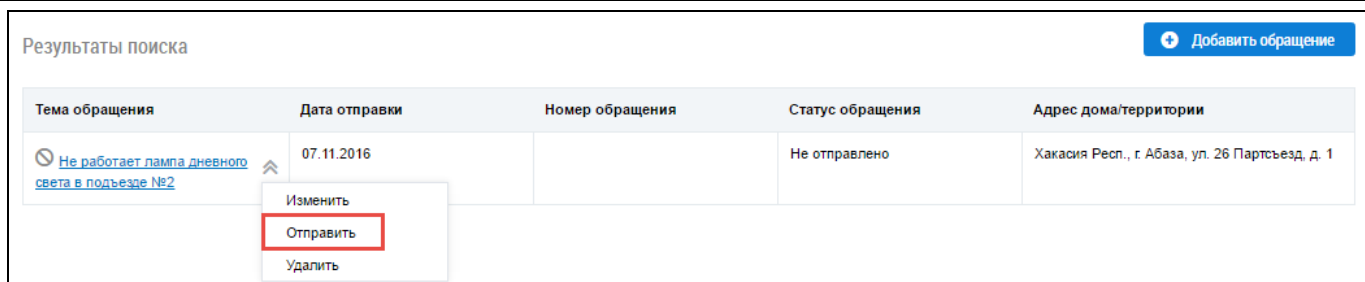 Результаты поиска
Добавить обращение
Тема обращения
Дата отправки
Номер обращения
Статус обращения
Адрес дома/территории
Не работает лампа дневного
света в подъезде №2
07.11.2016
Не отправлено
Хакасия Респ., г. Абаза, ул. 26 Партсъезд, д. 1
Изменить
Отправить
Удалить